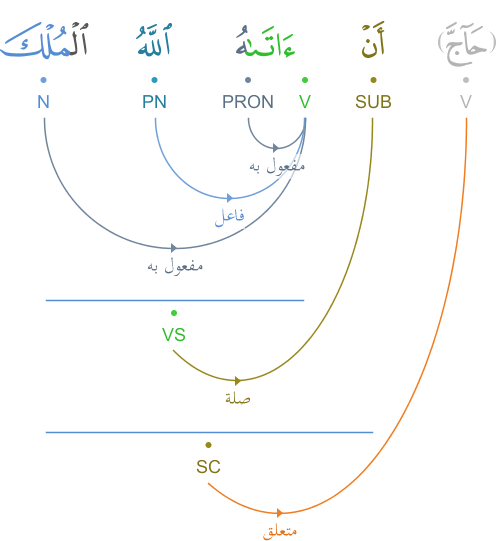 (حَآجَّ) أَنْ ءَاتَىٰهُ ٱللَّهُ ٱلْمُلْكَ
V SUB V PRON PN N
مفعول به
فاعل
مفعول به
VS
صلة
SC
متعلق